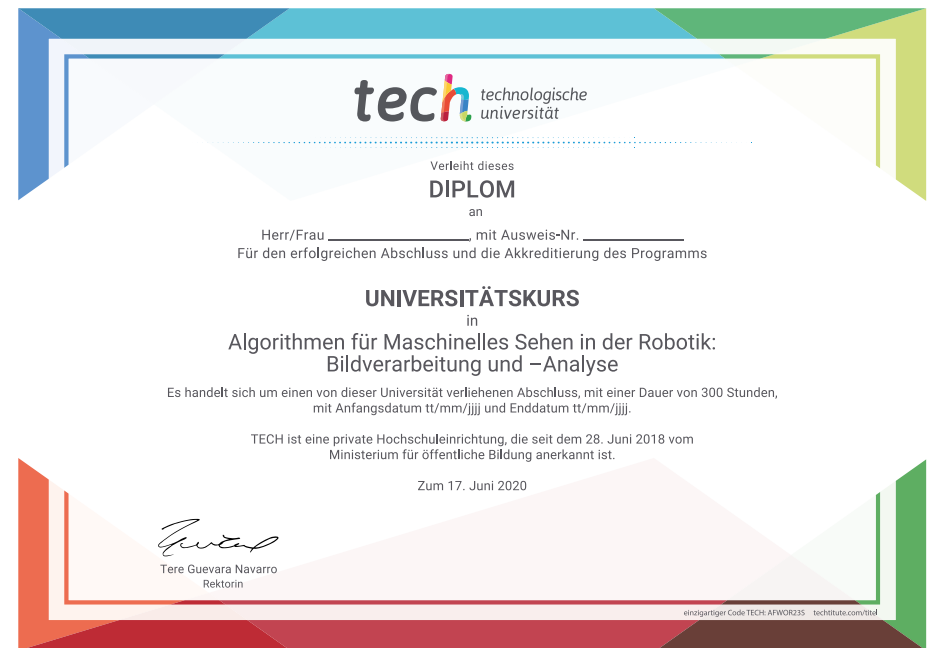 tech technologische
universität
Verleiht dieses
DIPLOM
an
Herr/Frau ____________________, mit Ausweis-Nr. ______________
Für den erfolgreichen Abschluss und die Akkreditierung des Programms
UNIVERSITÄTSKURS
in
Algorithmen für Maschinelles Sehen in der Robotik:
Bildverarbeitung und –Analyse
Es handelt sich um einen von dieser Universität verliehenen Abschluss, mit einer Dauer von 300 Stunden,
mit Anfangsdatum tt/mm/jjjj und Enddatum tt/mm/jjjj.
TECH ist eine private Hochschuleinrichtung, die seit dem 28. Juni 2018 vom
Ministerium für öffentliche Bildung anerkannt ist.
Zum 17. Juni 2020
Tere Guevara Navarro
Rektorin
einzigartiger Code TECH: AFWOR23S techtitute.com/titel